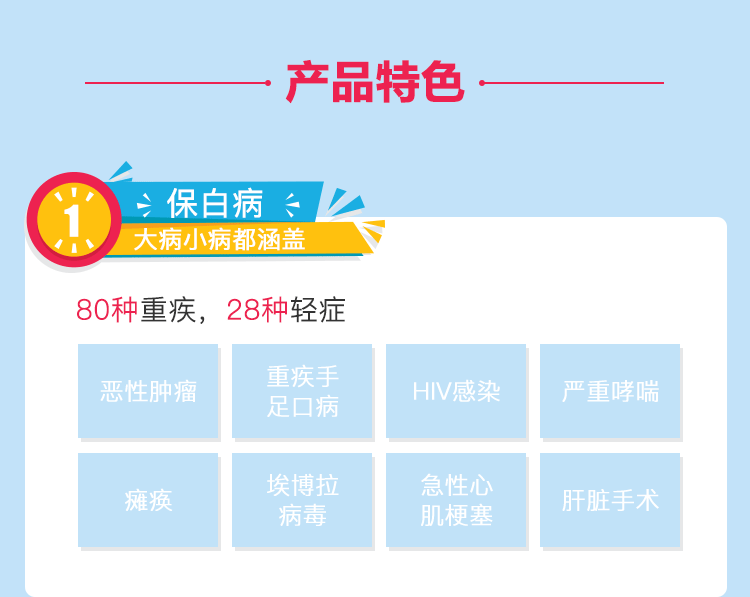 产品特色
1
保白病
大病小病都涵盖
80种重疾，28种轻症
恶性肿瘤
重疾手
足口病
HIV感染
严重哮喘
瘫痪
埃博拉
病毒
急性心
肌梗塞
肝脏手术